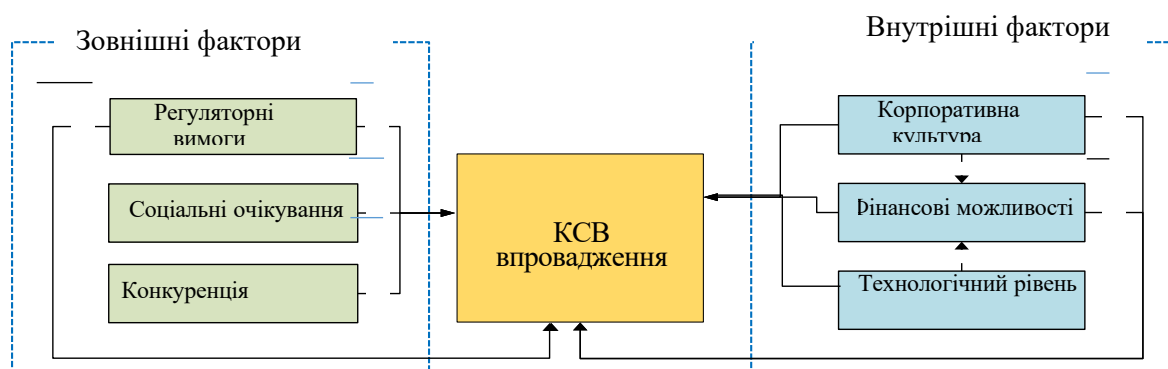 Зовнішні фактори
Регуляторні
вимоги
Соціальні очікування
Конкуренція
КСВ
впровадження
Внутрішні фактори
Корпоративна
культура
Фінансові можливості
Технологічний рівень